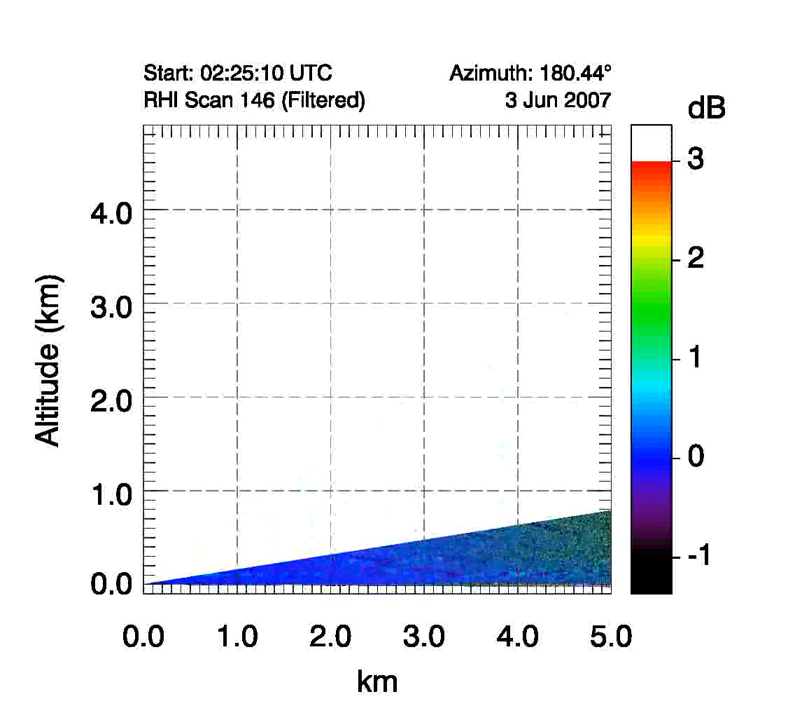 Start: 02:25:10 UTC
Azimuth: 180.44°
RHI Scan 146 (Filtered)
3 Jun 2007
dB
3
2
1
0
-1
Altitude (km)
4.0
3.0
2.0
1.0
0.0
0.0 1.0 2.0 3.0 4.0 5.0
km